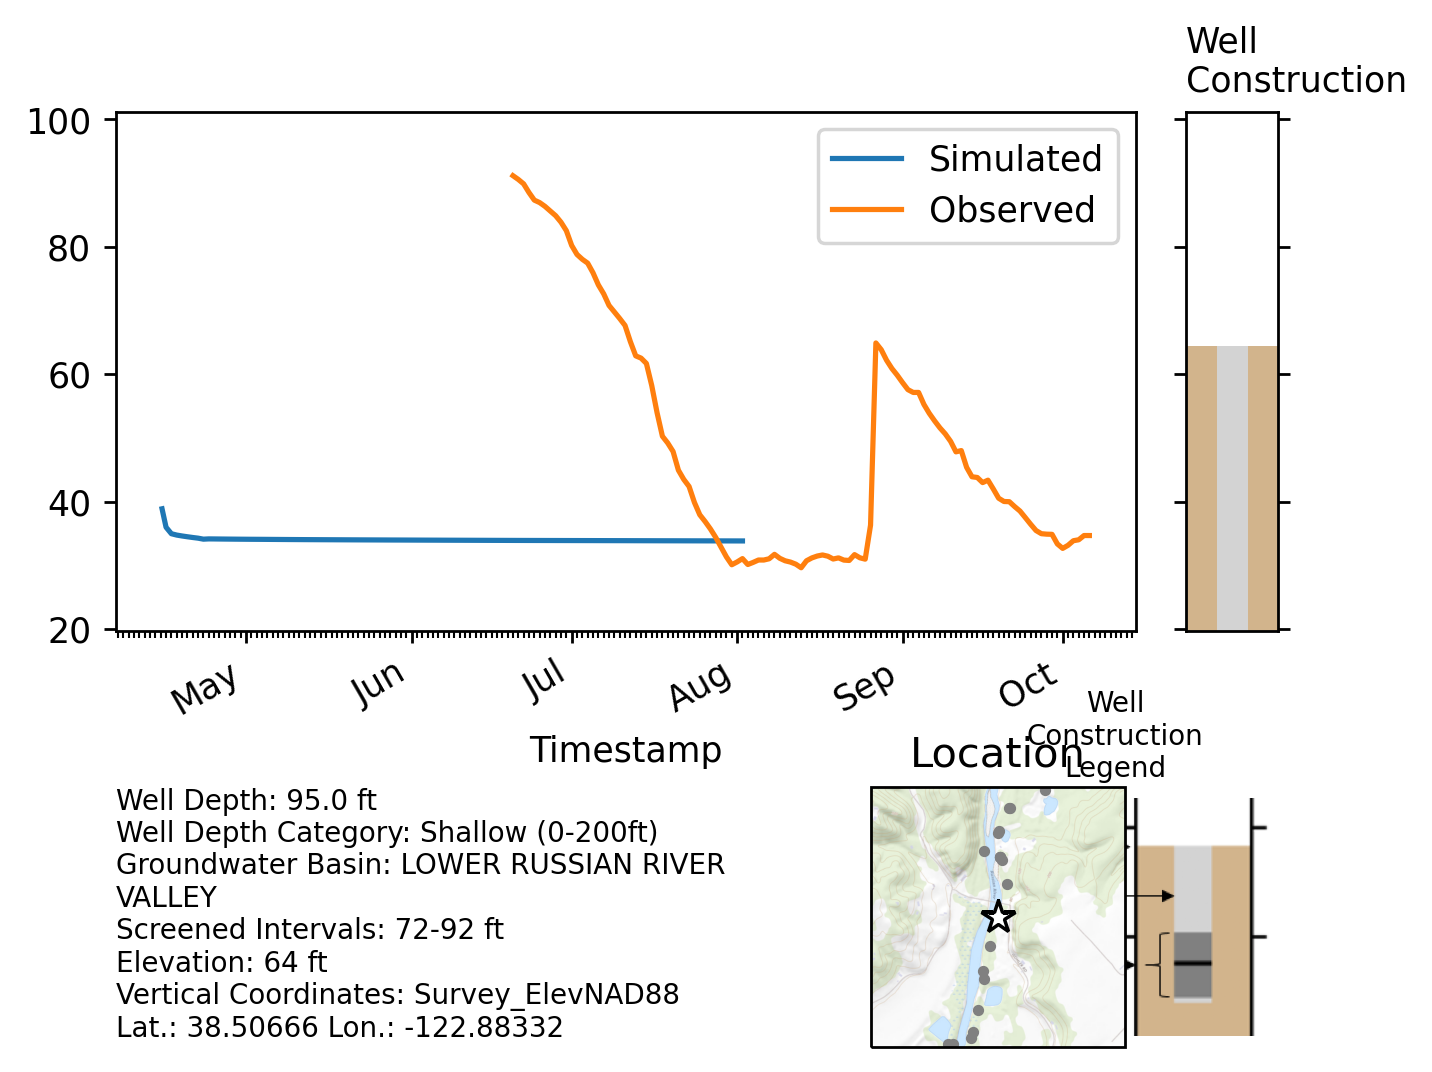 Well
Construction
100
80
60
40
20
Simulated
Observed
May
Jun
Jul
Aug
Sep
Oct
Timestamp
Well
Construction
Legend
Location
Well Depth: 95.0 ft
Well Depth Category: Shallow (0-200ft)
Groundwater Basin: LOWER RUSSIAN RIVER
VALLEY
Screened Intervals: 72-92 ft
Elevation: 64 ft
Vertical Coordinates: Survey_ElevNAD88
Lat.: 38.50666 Lon.: -122.88332